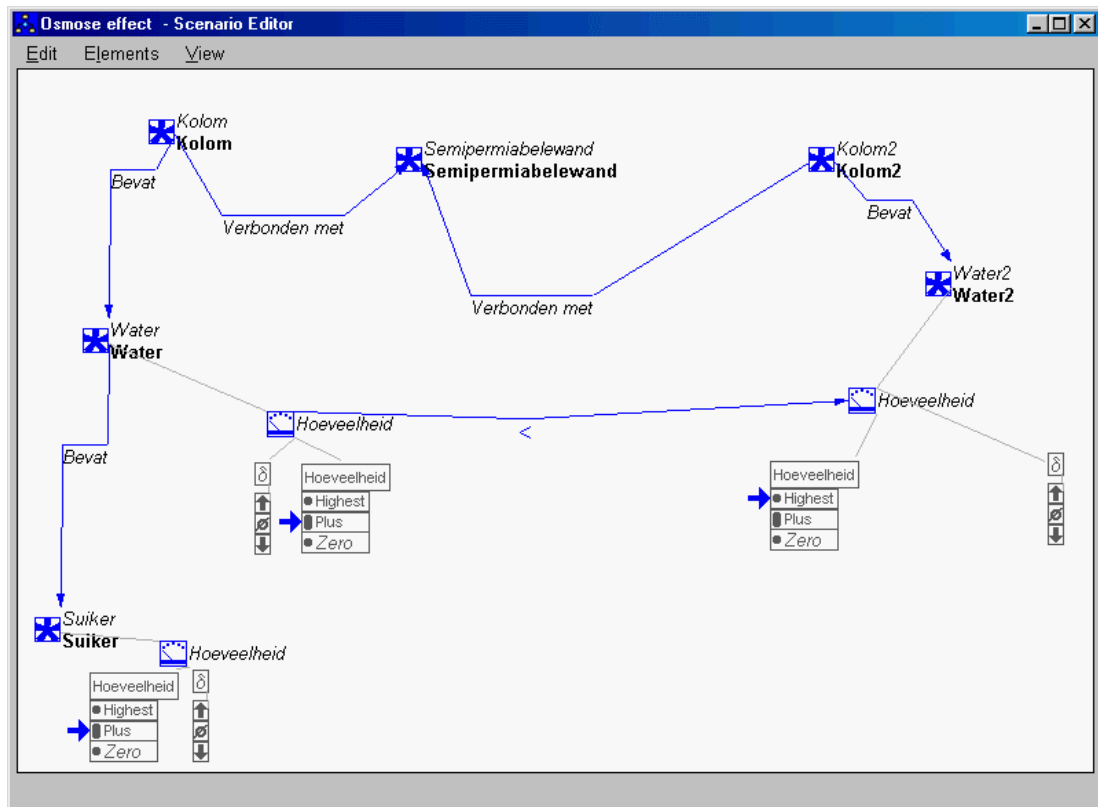 Osmose effect - Scenario Editor
Edit Elements View
Kolom
Kolom
Bevat
Verbonden met
Semipermiabelewand
Semipermiabelewand
Verbonden met
Kolom2
Kolom2
Bevat
Water2
Water2
Water
Water
Hoeveelheid
<
Hoeveelheid
Bevat
δ
Hoeveelheid
Highest
Plus
Zero
Hoeveelheid
Highest
Plus
Zero
δ
Suiker
Suiker
Hoeveelheid
Hoeveelheid
Highest
Plus
Zero
δ